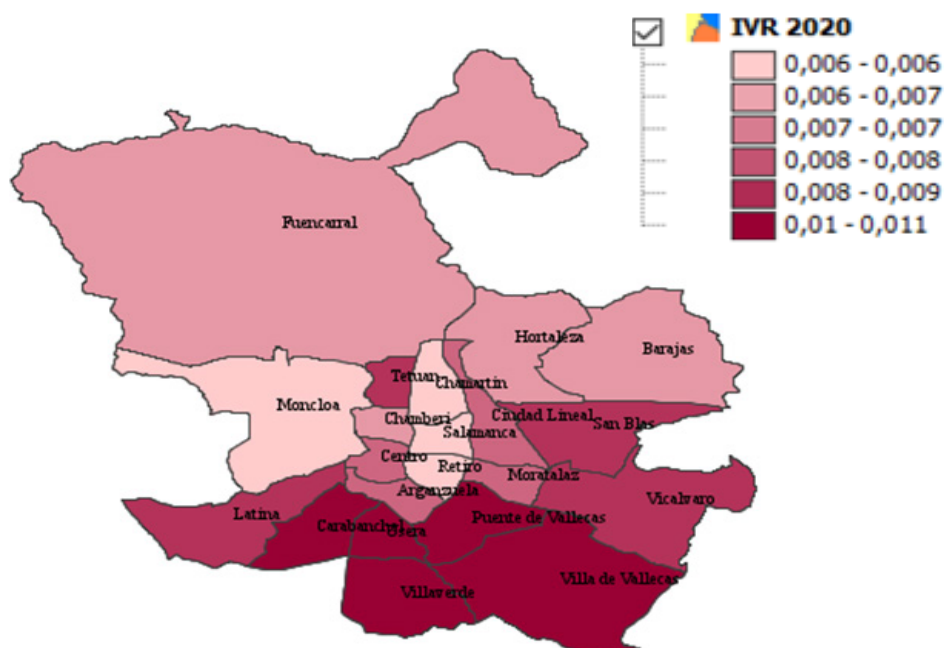 IVR 2020
0,006 - 0,006
0,006 - 0,007
0,007 - 0,007
0,008 - 0,008
0,008 - 0,009
0,01 - 0,011
Fuencarral
Hortaleza
Barajas
Tetuan
Chamartin
Moncloa
Chamberi
Ciudad Lineal
San Blas
Salamanca
Centro
Retiro
Moratalaz
Arganzuela
Vicalvaro
Latina
Carabanchel
Usera
Puente de Vallecas
Villaverde
Villa de Vallecas